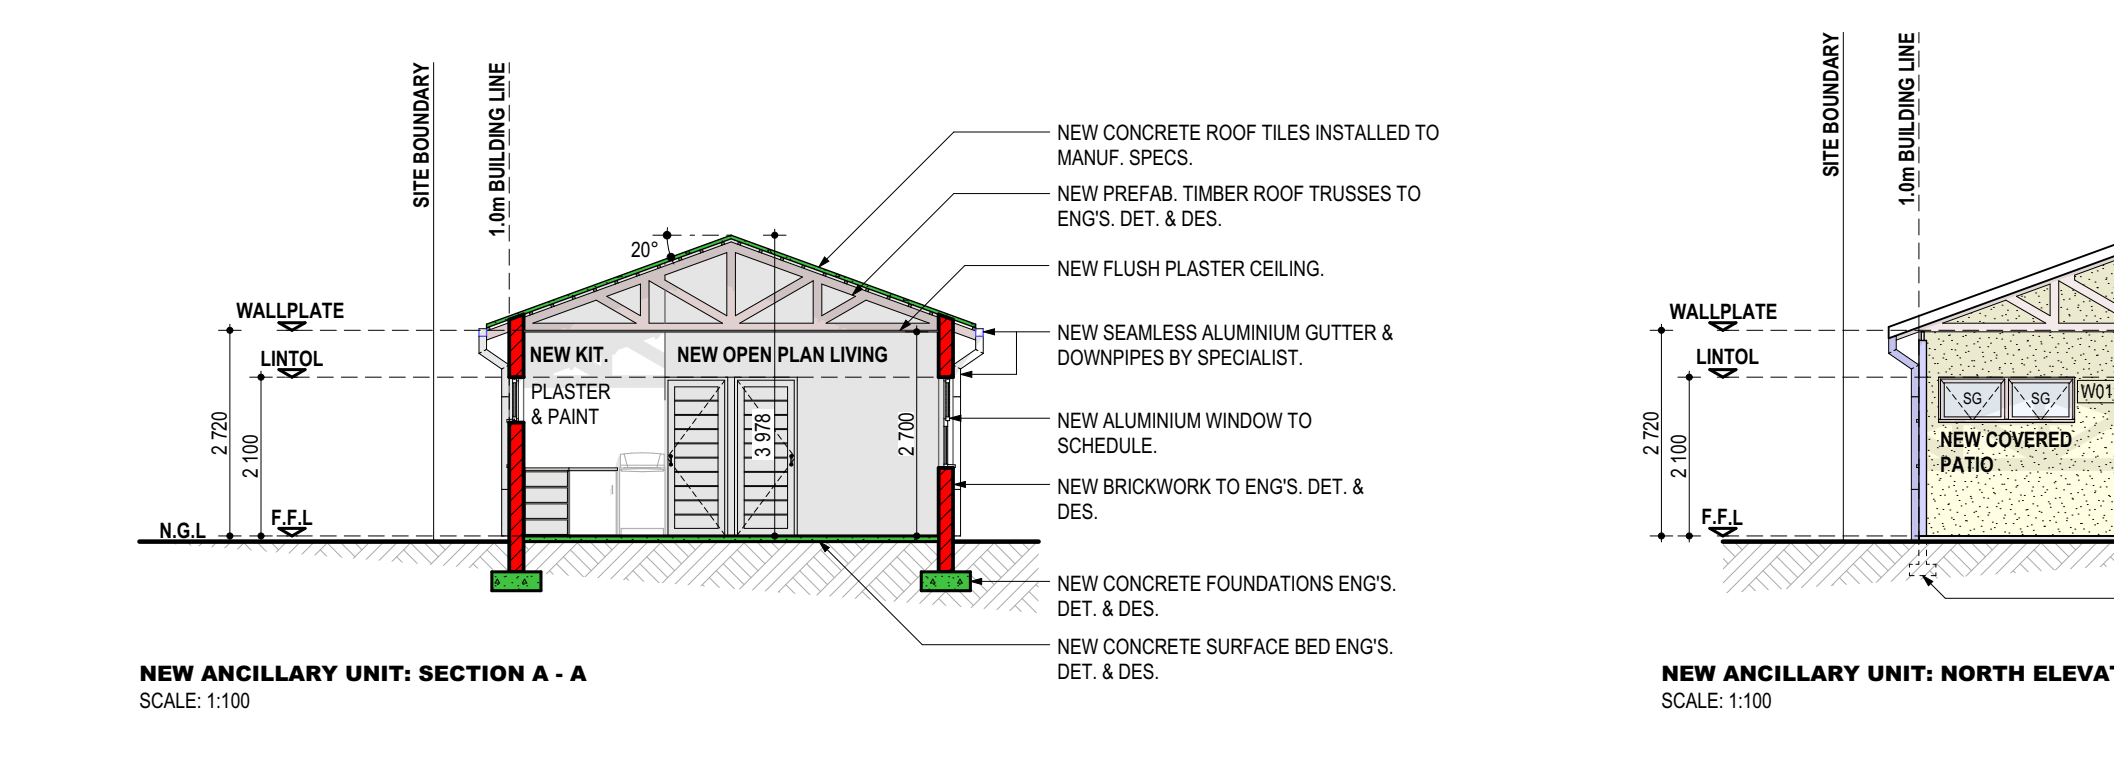 SITE BOUNDARY
1.0m BUILDING LINE
20°
WALLPLATE
LINTOL
2 720
2 100
N.G.L
F.F.L
NEW KIT.
NEW OPEN PLAN LIVING
PLASTER
& PAINT
3 978
2 700
NEW CONCRETE ROOF TILES INSTALLED TO
MANUF. SPECS.
NEW PREFAB. TIMBER ROOF TRUSSES TO
ENG'S. DET. & DES.
NEW FLUSH PLASTER CEILING.
NEW SEAMLESS ALUMINIUM GUTTER &
DOWNPIPES BY SPECIALIST.
NEW ALUMINIUM WINDOW TO
SCHEDULE.
NEW BRICKWORK TO ENG'S. DET. &
DES.
NEW CONCRETE FOUNDATIONS ENG'S.
DET. & DES.
NEW CONCRETE SURFACE BED ENG'S.
DET. & DES.
NEW ANCILLARY UNIT: SECTION A - A
SCALE: 1:100
SITE BOUNDARY
1.0m BUILDING LINE
WALLPLATE
LINTOL
2 720
2 100
F.F.L
SG
SG
W01
NEW COVERED
PATIO
NEW ANCILLARY UNIT: NORTH ELEVAT
SCALE: 1:100